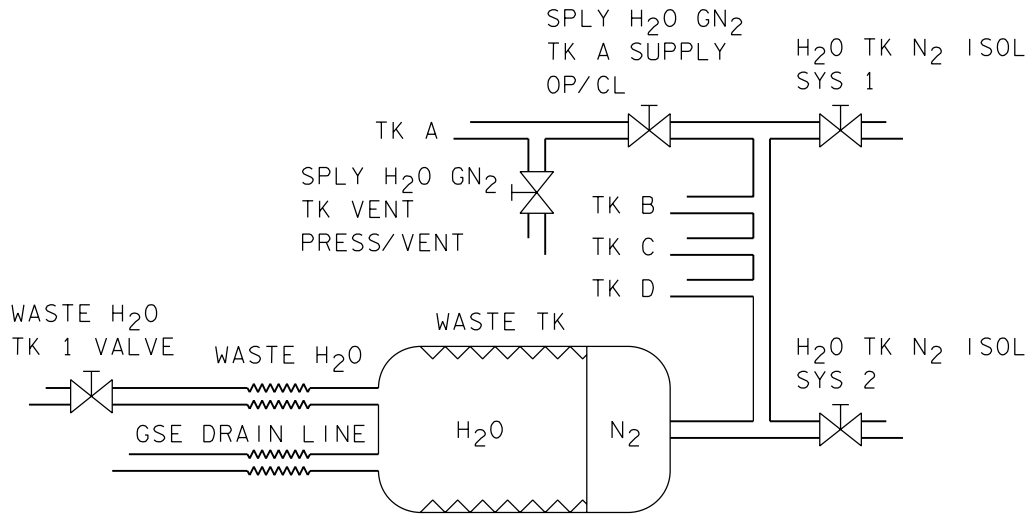 SPLY H₂O GN₂
TK A SUPPLY
OP/CL
H₂O TK N₂ ISOL
SYS 1
TK A
SPLY H₂O GN₂
TK VENT
PRESS/VENT
TK B
TK C
TK D
WASTE H₂O
TK 1 VALVE
WASTE H₂O
WASTE TK
H₂O TK N₂ ISOL
SYS 2
GSE DRAIN LINE
H₂O
N₂